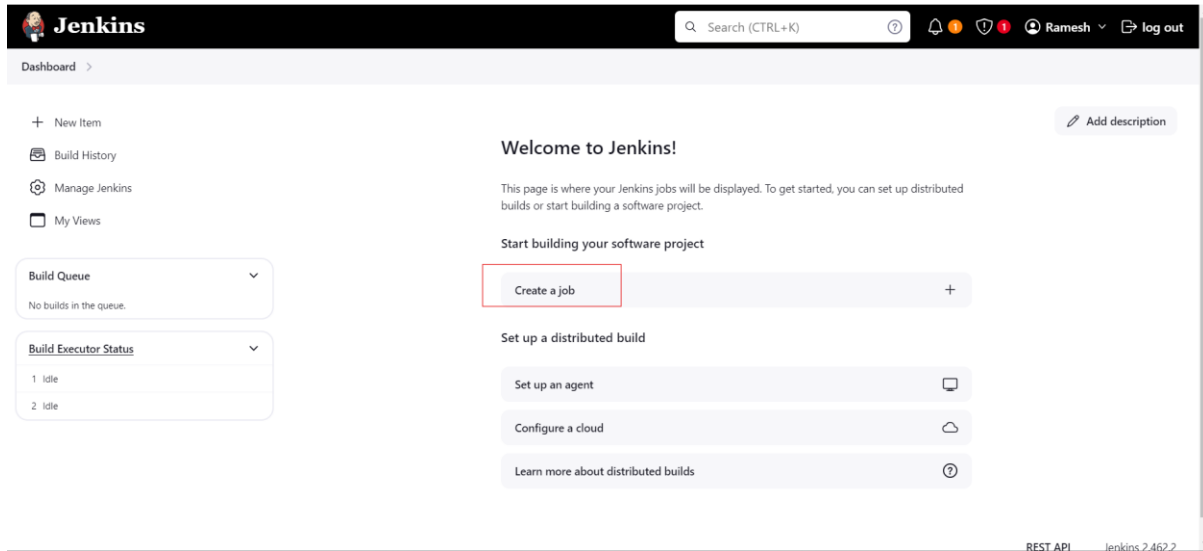 Jenkins
Search (CTRL+K)
1
1
Ramesh
log out
Dashboard
New Item
Build History
Manage Jenkins
My Views
Build Queue
No builds in the queue.
Build Executor Status
1 Idle
2 Idle
Add description
Welcome to Jenkins!
This page is where your Jenkins jobs will be displayed. To get started, you can set up distributed
builds or start building a software project.
Start building your software project
Create a job
Set up a distributed build
Set up an agent
Configure a cloud
Learn more about distributed builds
REST API
Jenkins 2.462.2